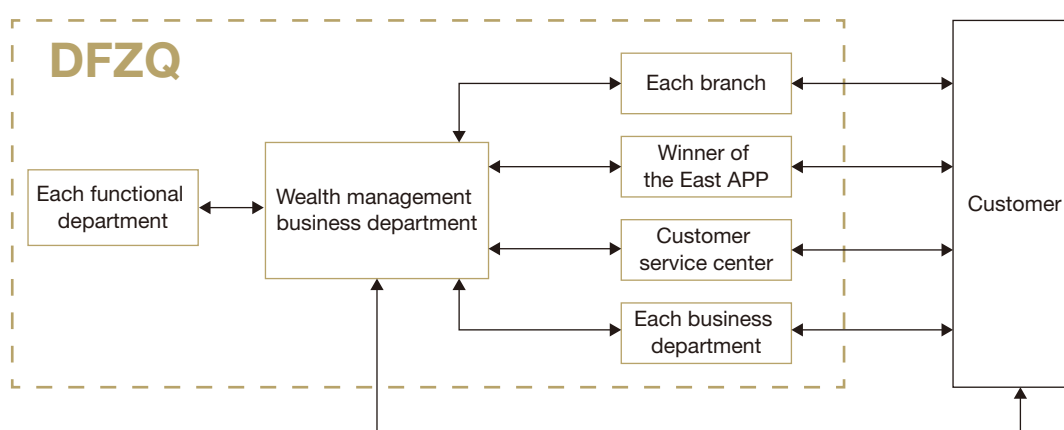 DFZQ
Each functional
department
Wealth management
business department
Each branch
Winner of
the East APP
Customer
service center
Each business
department
Customer